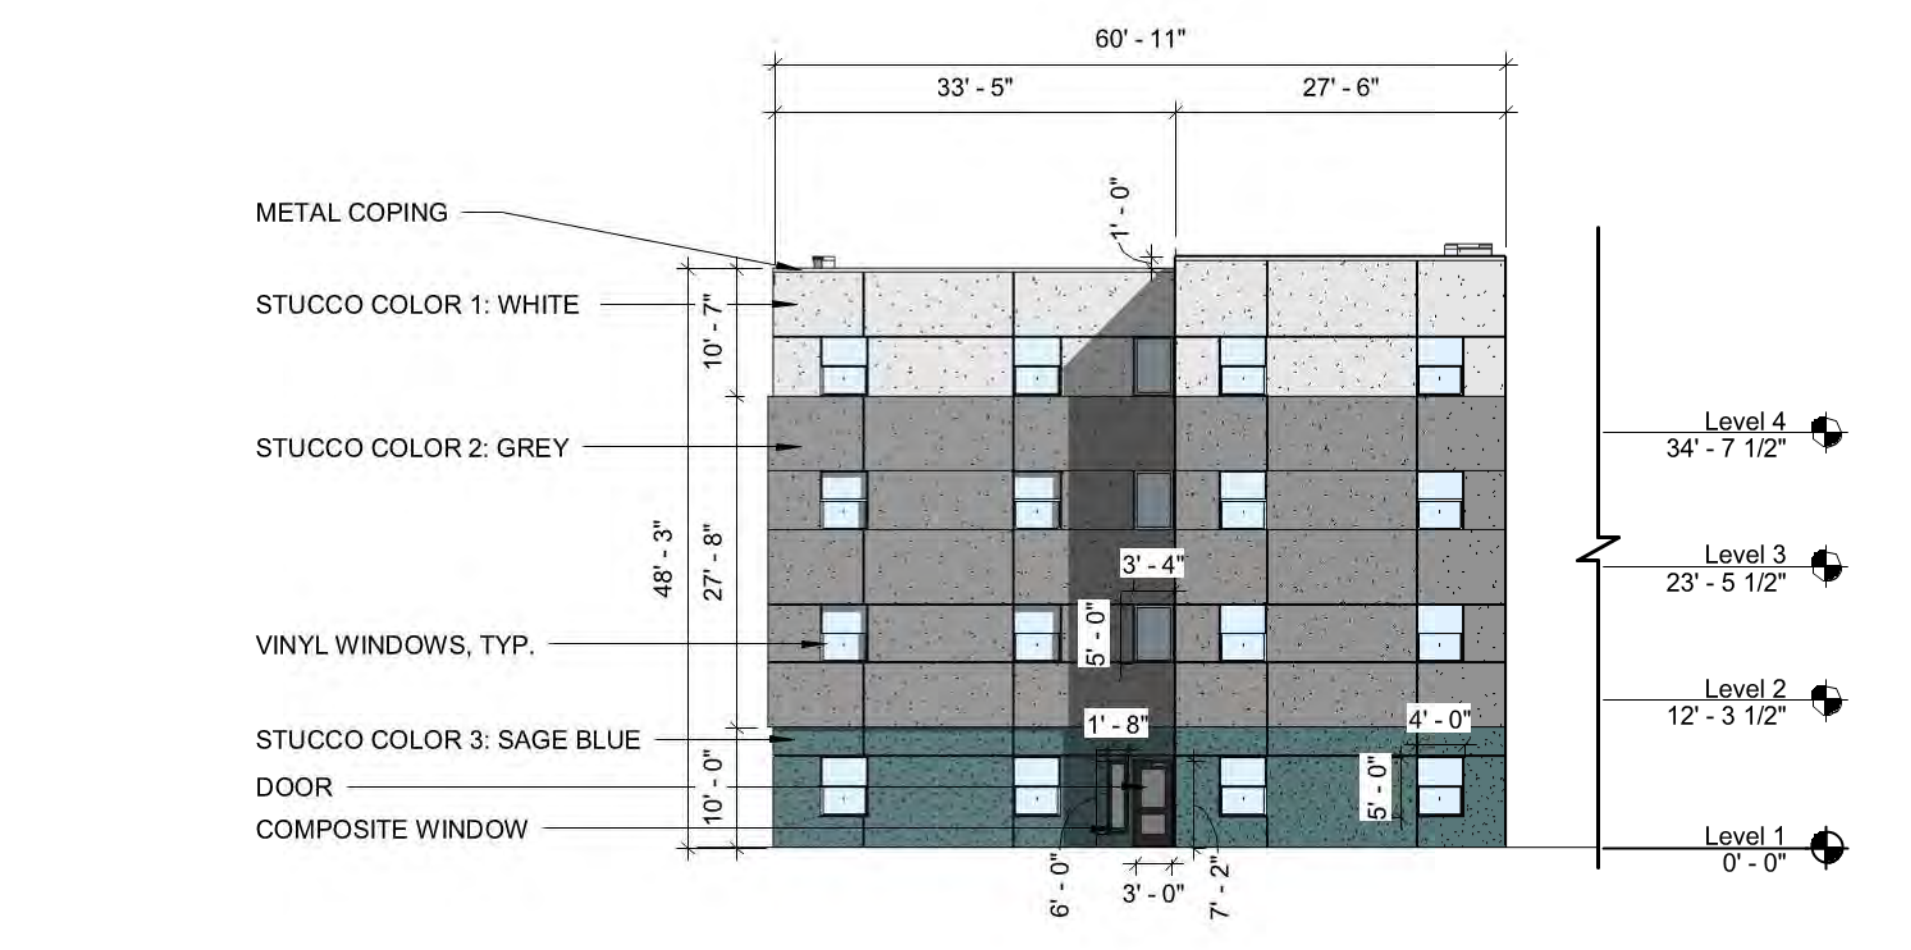 60' - 11"
33' - 5"
27' - 6"
1' - 0"
METAL COPING
STUCCO COLOR 1: WHITE
10' - 7"
STUCCO COLOR 2: GREY
Level 4
34' - 7 1/2"
48' - 3"
27' - 8"
3' - 4"
Level 3
23' - 5 1/2"
5' - 0"
VINYL WINDOWS, TYP.
Level 2
12' - 3 1/2"
1' - 8"
4' - 0"
STUCCO COLOR 3: SAGE BLUE
10' - 0"
5' - 0"
DOOR
COMPOSITE WINDOW
Level 1
0' - 0"
6' - 0"
3' - 0"
7' - 2"